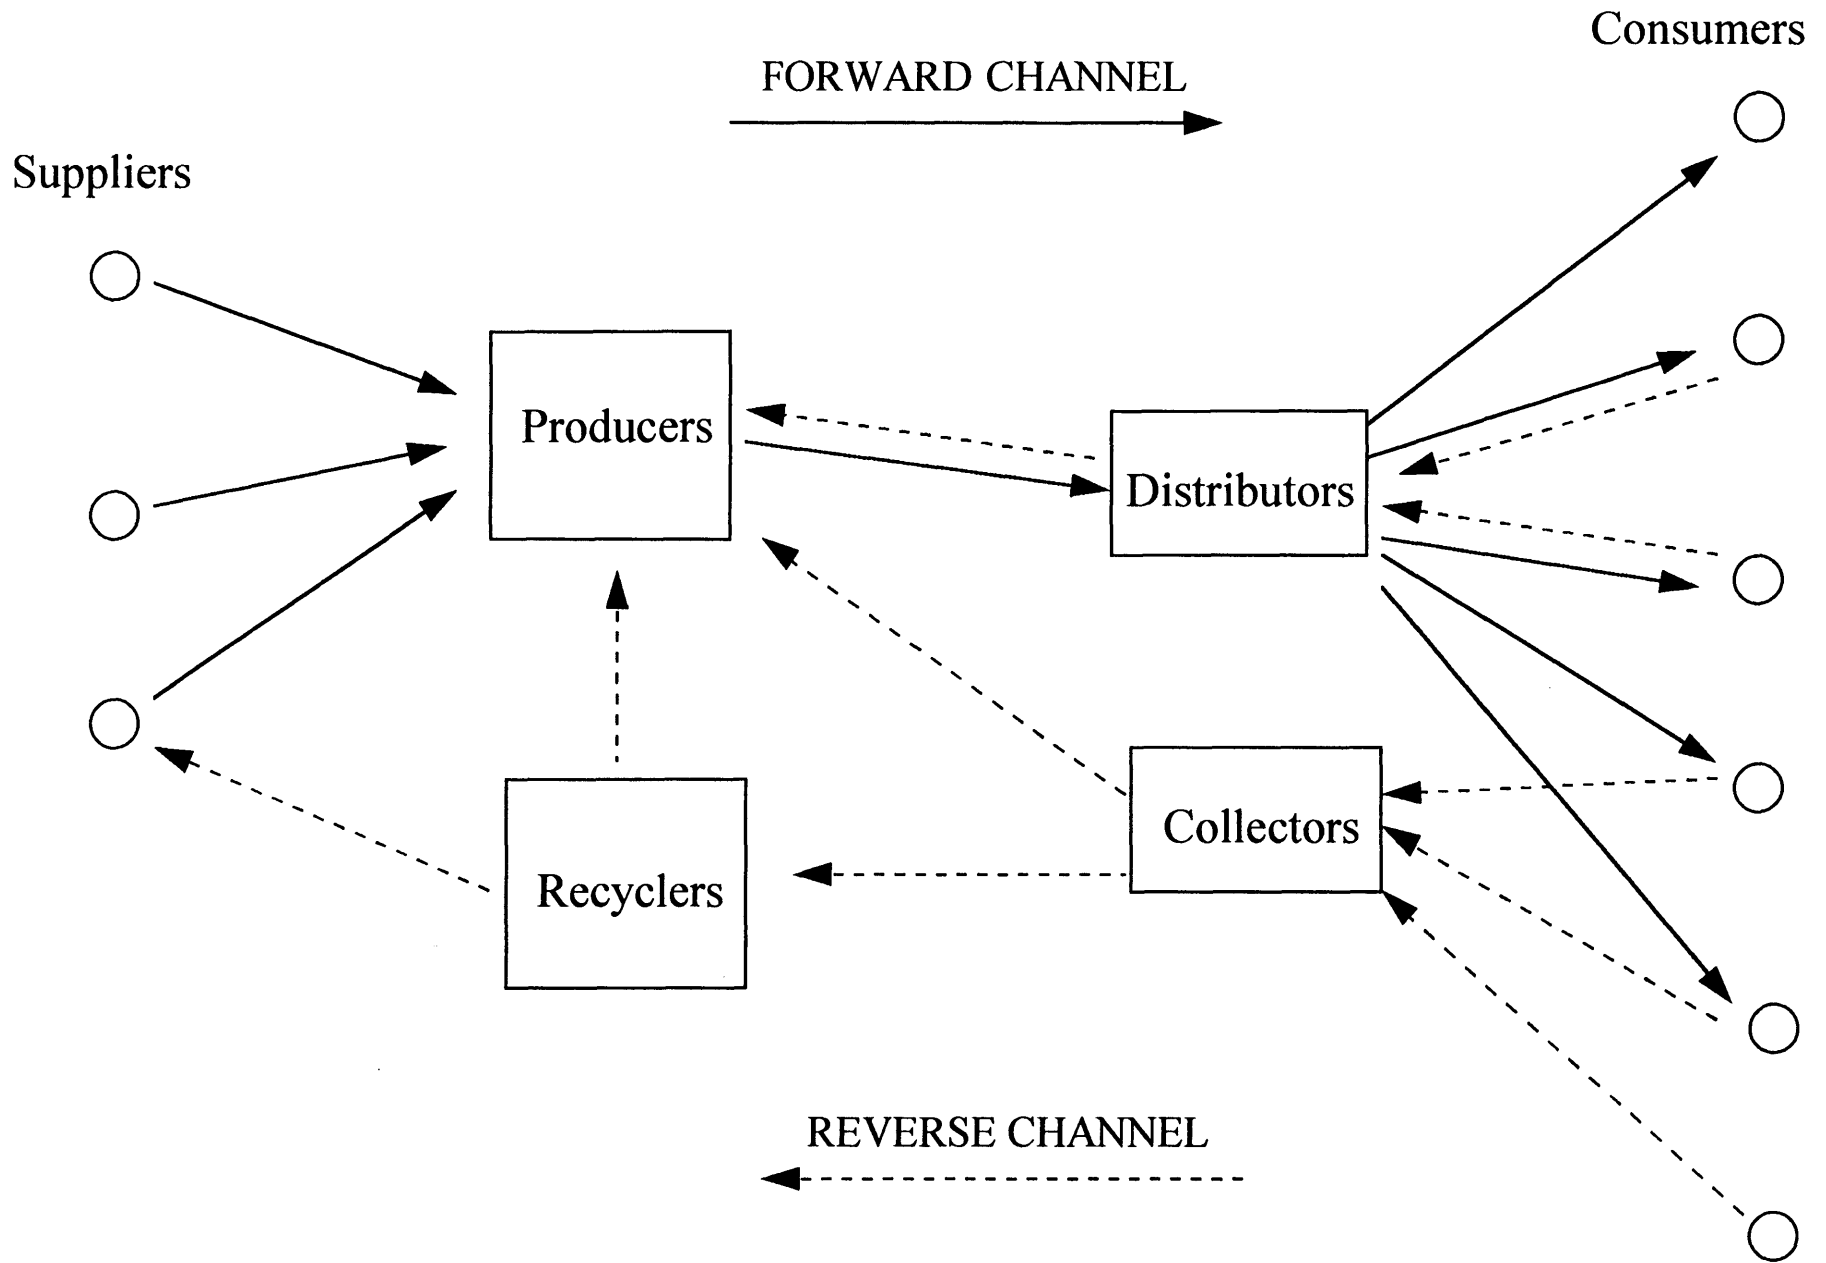 Consumers
FORWARD CHANNEL
Suppliers
Producers
Distributors
Collectors
Recyclers
REVERSE CHANNEL